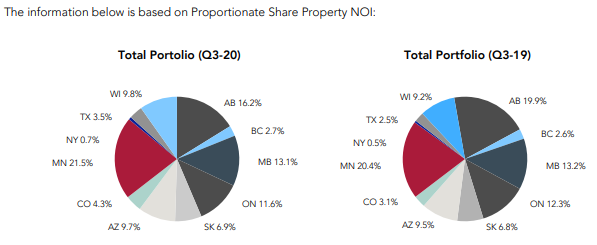 The information below is based on Proportionate Share Property NOI:
Total Portolio (Q3-20)
WI 9.8%
AB 16.2%
TX 3.5%
BC 2.7%
NY 0.7%
MN 21.5%
MB 13.1%
CO 4.3%
ON 11.6%
AZ 9.7%
SK 6.9%
Total Portfolio (Q3-19)
WI 9.2%
AB 19.9%
TX 2.5%
BC 2.6%
NY 0.5%
MN 20.4%
MB 13.2%
CO 3.1%
ON 12.3%
AZ 9.5%
SK 6.8%